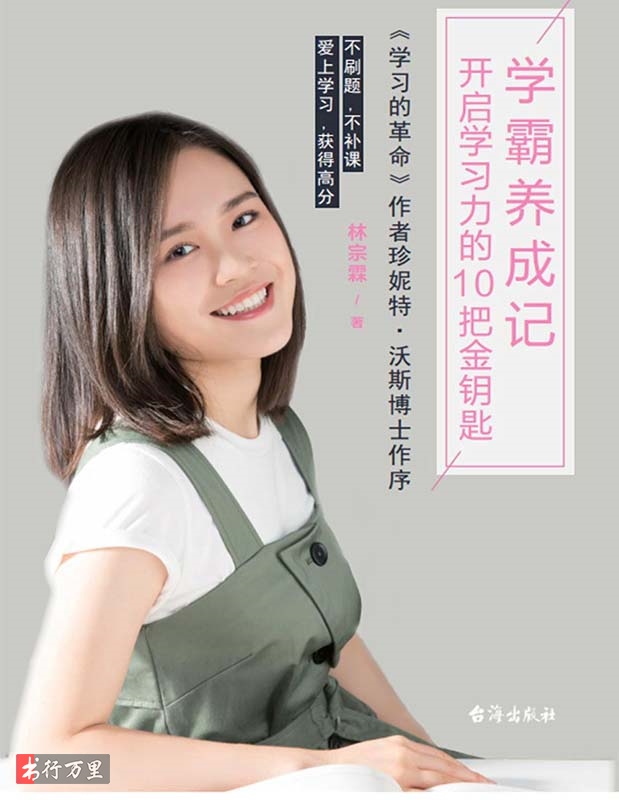 学霸养成记
开启学习力的10把金钥匙
《学习的革命》作者珍妮特·沃斯博士作序
不刷题，不补课
爱上学习，获得高分
林宗霖/著
台海出版社
书行万里